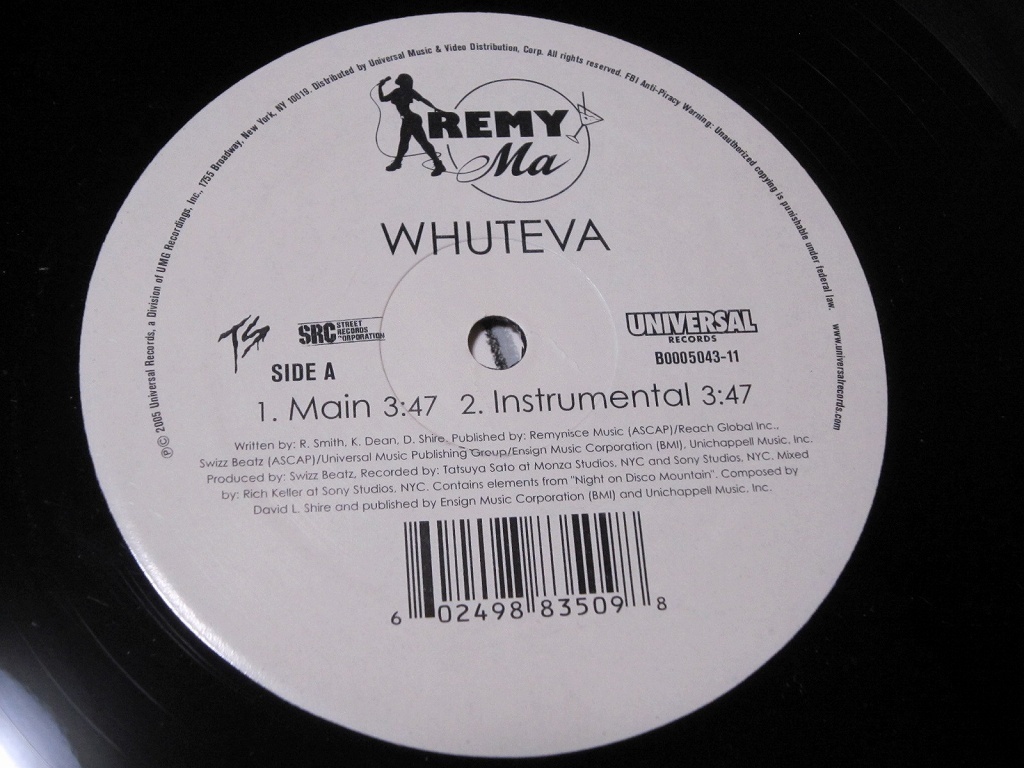 ℗© 2005 Universal Records, a Division of UMG Recordings, Inc., 1755 Broadway, New York, NY 10019. Distributed by Universal Music & Video Distribution, Corp. All rights reserved. FBI Anti-Piracy Warning: Unauthorized copying is punishable under federal law. www.universalrecords.com
REMY
Ma
WHUTEVA
TS
SRC STREET RECORDS CORPORATION
UNIVERSAL
RECORDS
B0005043-11
SIDE A
1. Main 3:47 2. Instrumental 3:47
Written by: R. Smith, K. Dean, D. Shire. Published by: Remynisce Music (ASCAP)/Reach Global Inc.,
Swizz Beatz (ASCAP)/Universal Music Publishing Group/Ensign Music Corporation (BMI), Unichappell Music, Inc.
Produced by: Swizz Beatz, Recorded by: Tatsuya Sato at Monza Studios, NYC and Sony Studios, NYC. Mixed
by: Rich Keller at Sony Studios, NYC. Contains elements from "Night on Disco Mountain". Composed by
David L. Shire and published by Ensign Music Corporation (BMI) and Unichappell Music, Inc.
6 02498 83509 8